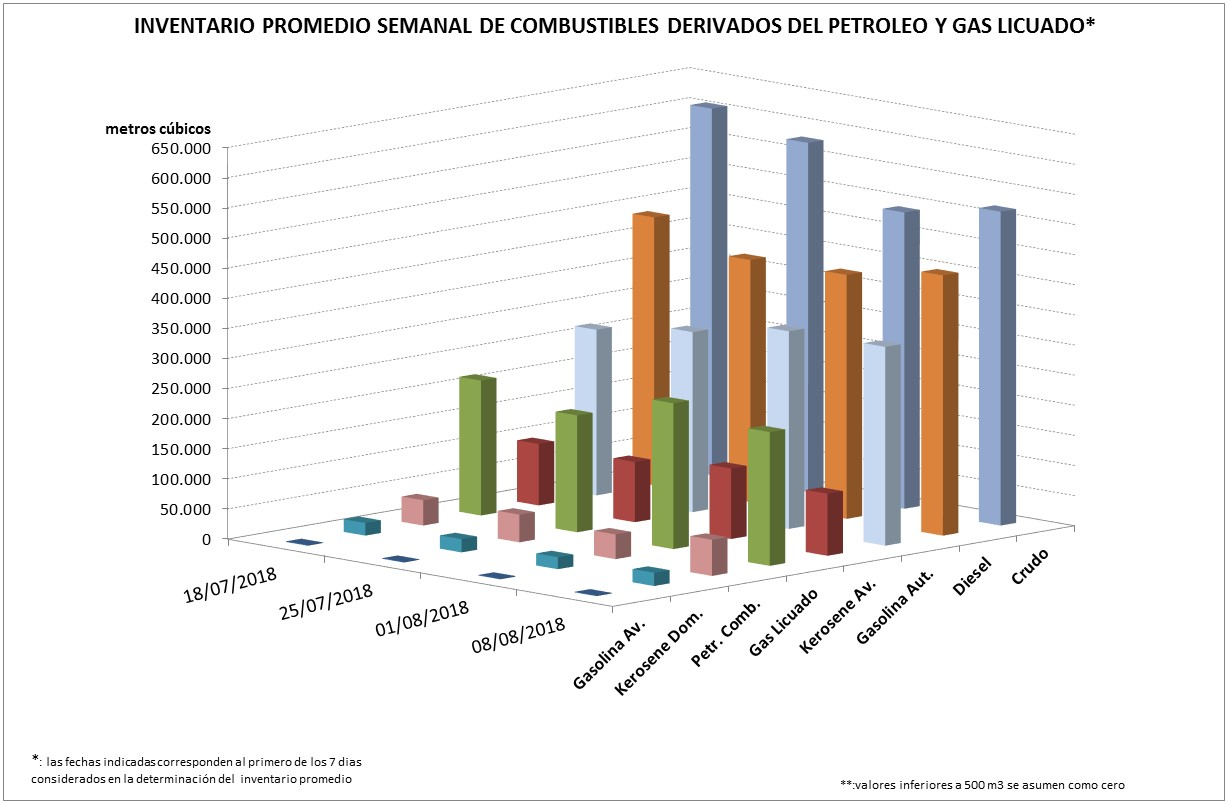 INVENTARIO PROMEDIO SEMANAL DE COMBUSTIBLES DERIVADOS DEL PETROLEO Y GAS LICUADO*
metros cúbicos
650.000
600.000
550.000
500.000
450.000
400.000
350.000
300.000
250.000
200.000
150.000
100.000
50.000
0
18/07/2018
25/07/2018
01/08/2018
08/08/2018
Gasolina Av.
Kerosene Dom.
Petr. Comb.
Gas Licuado
Kerosene Av.
Gasolina Aut.
Diesel
Crudo
*: las fechas indicadas corresponden al primero de los 7 dias
considerados en la determinación del inventario promedio
**:valores inferiores a 500 m3 se asumen como cero